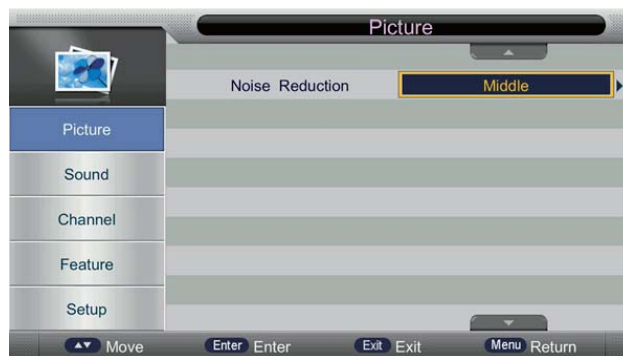 Picture
Noise Reduction Middle
Picture
Sound
Channel
Feature
Setup
Move Enter Enter Exit Exit Menu Return